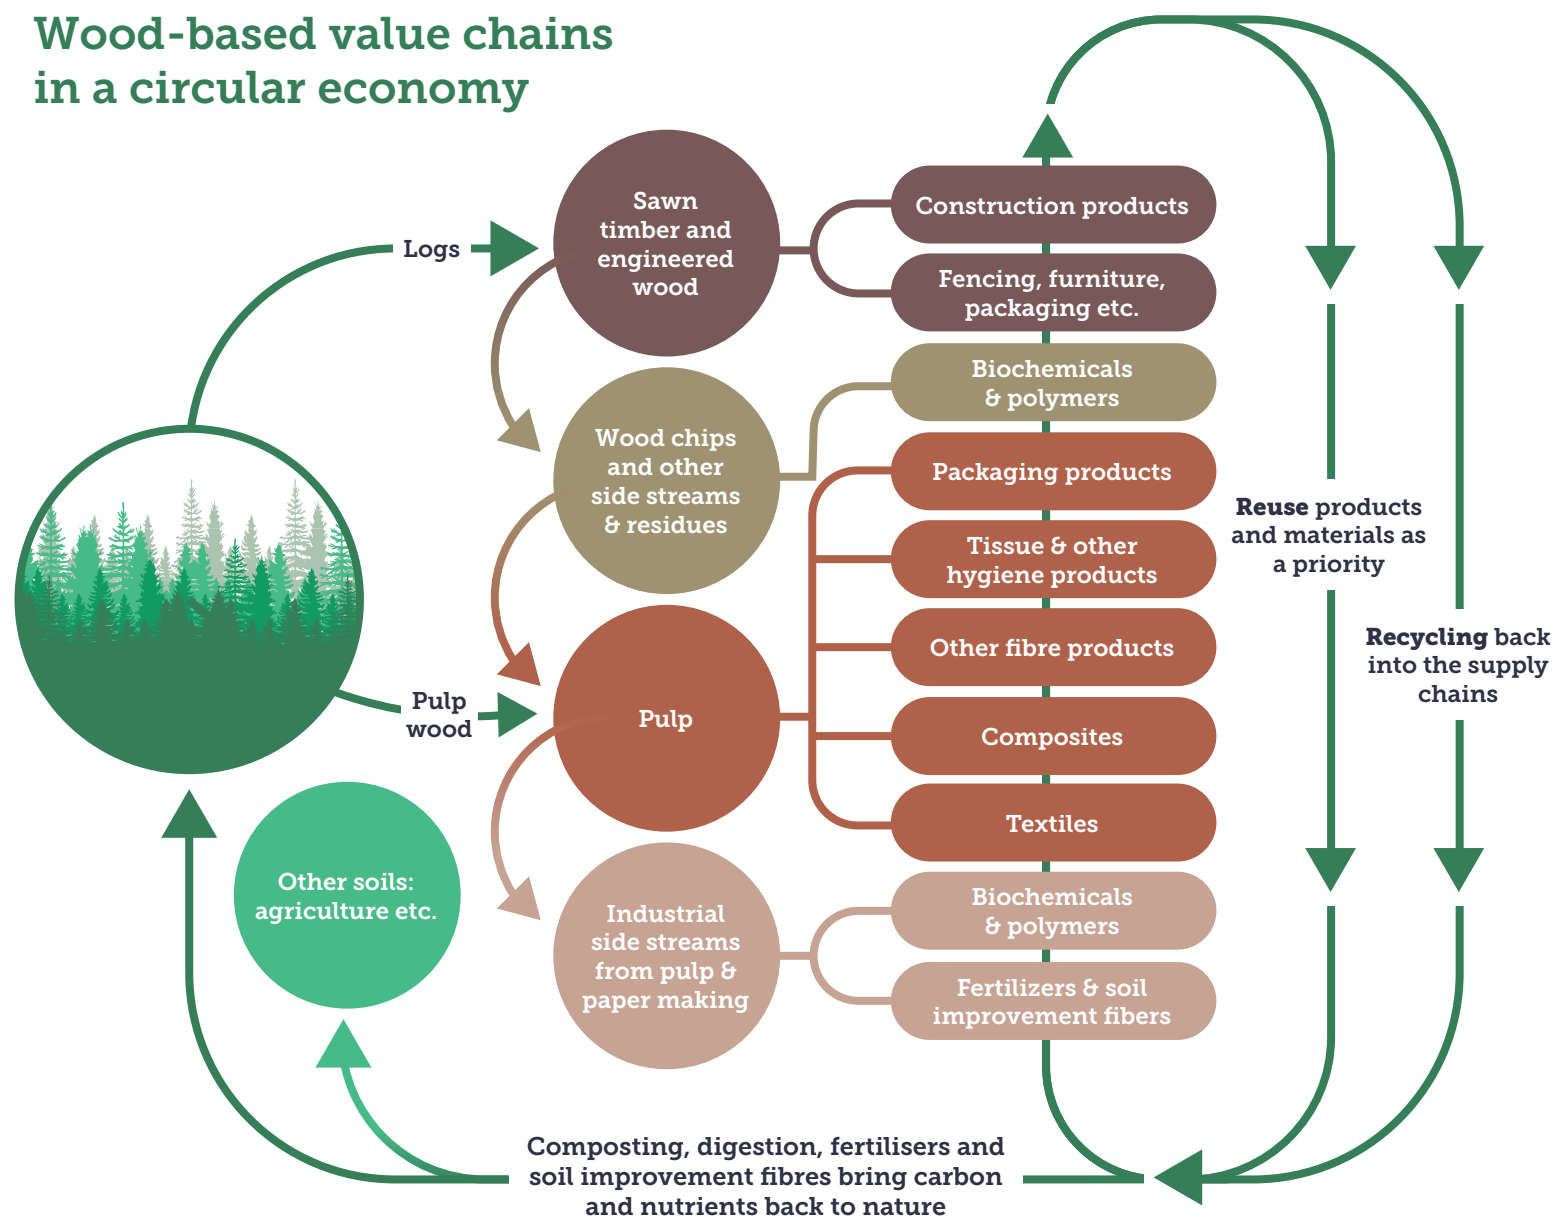 Wood-based value chains
in a circular economy
Logs
Sawn
timber and
engineered
wood
Construction products
Fencing, furniture,
packaging etc.
Wood chips
and other
side streams
& residues
Biochemicals
& polymers
Pulp
wood
Pulp
Packaging products
Tissue & other
hygiene products
Other fibre products
Composites
Textiles
Industrial
side streams
from pulp &
paper making
Biochemicals
& polymers
Fertilizers & soil
improvement fibers
Reuse products
and materials as
a priority
Recycling back
into the supply
chains
Other soils:
agriculture etc.
Composting, digestion, fertilisers and
soil improvement fibres bring carbon
and nutrients back to nature